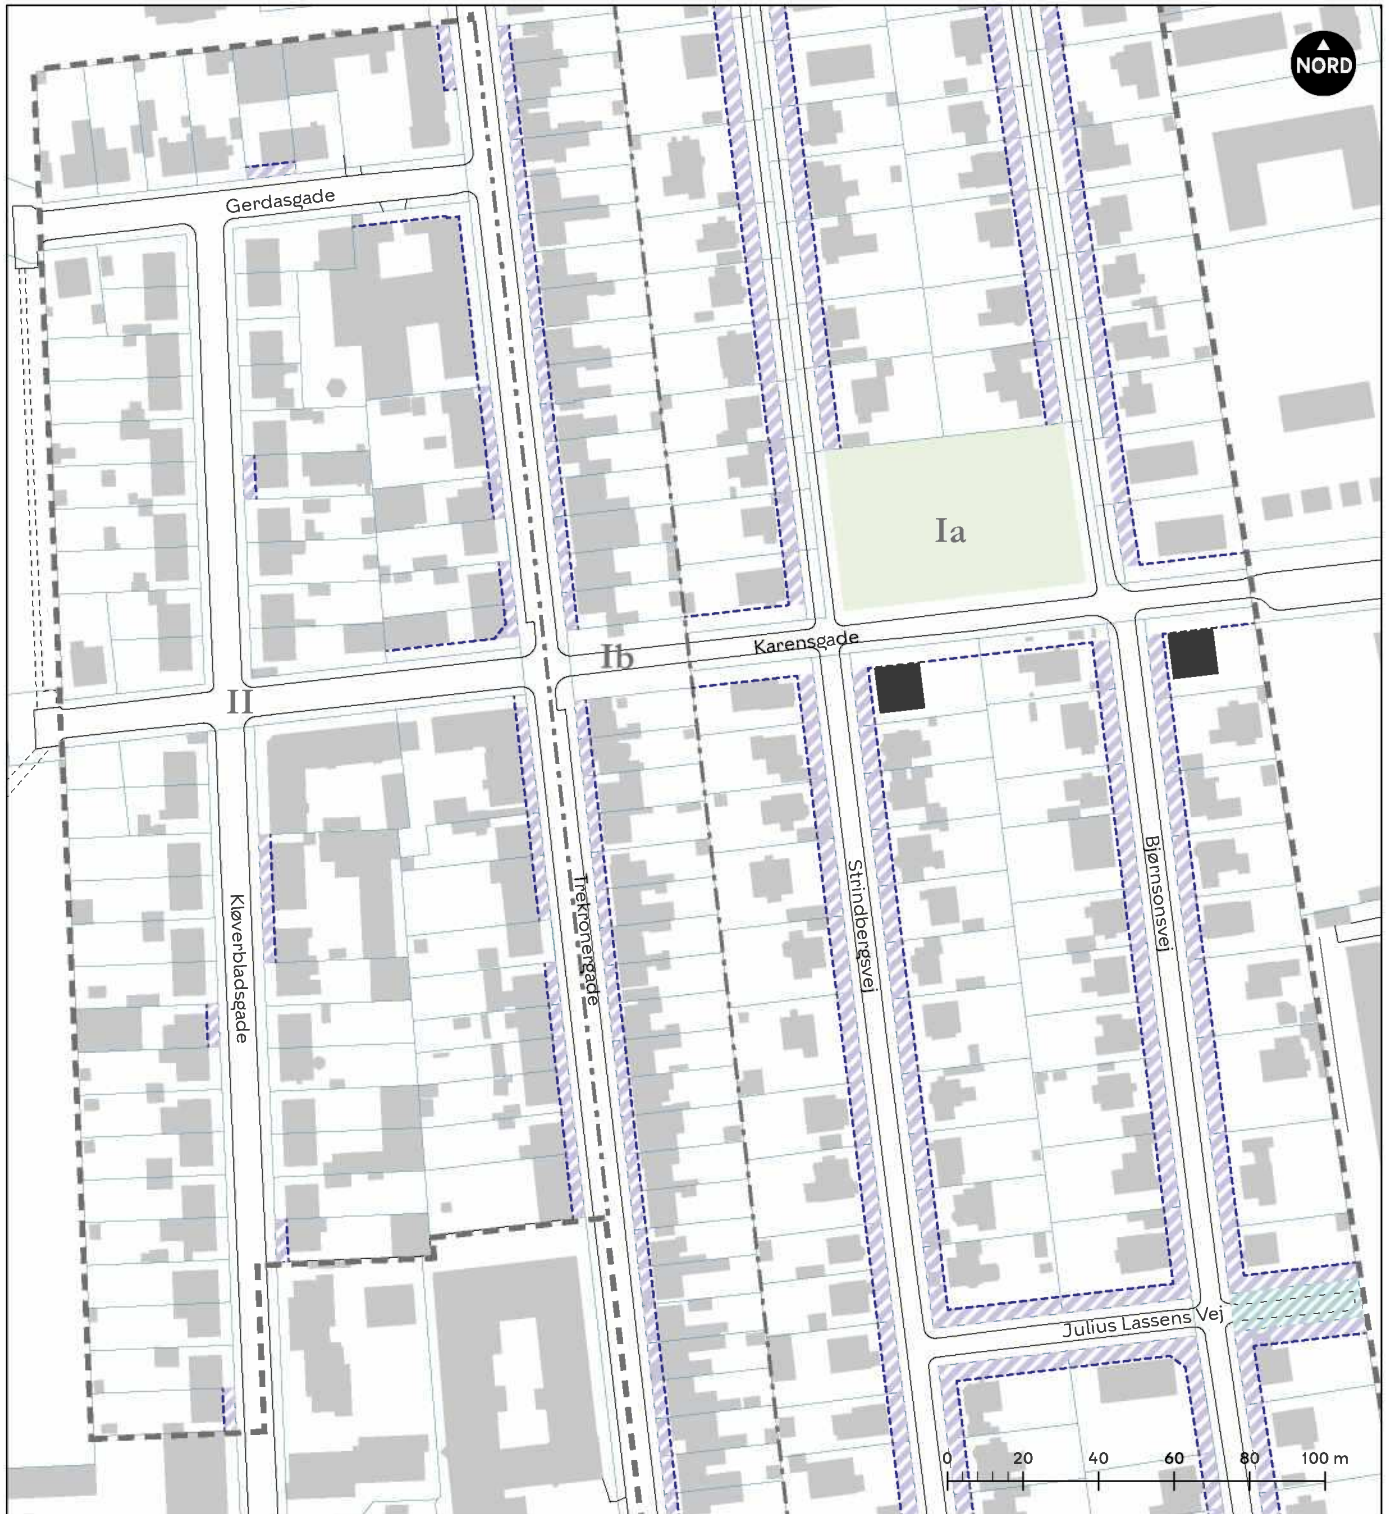 NORD
Gerdasgade
Ia
Karensgade
Ib
II
Kløverbladsgade
Trekronergade
Strindbergsvej
Bjørnsonsvej
Julius Lassens Vej
0 20 40 60 80 100 m